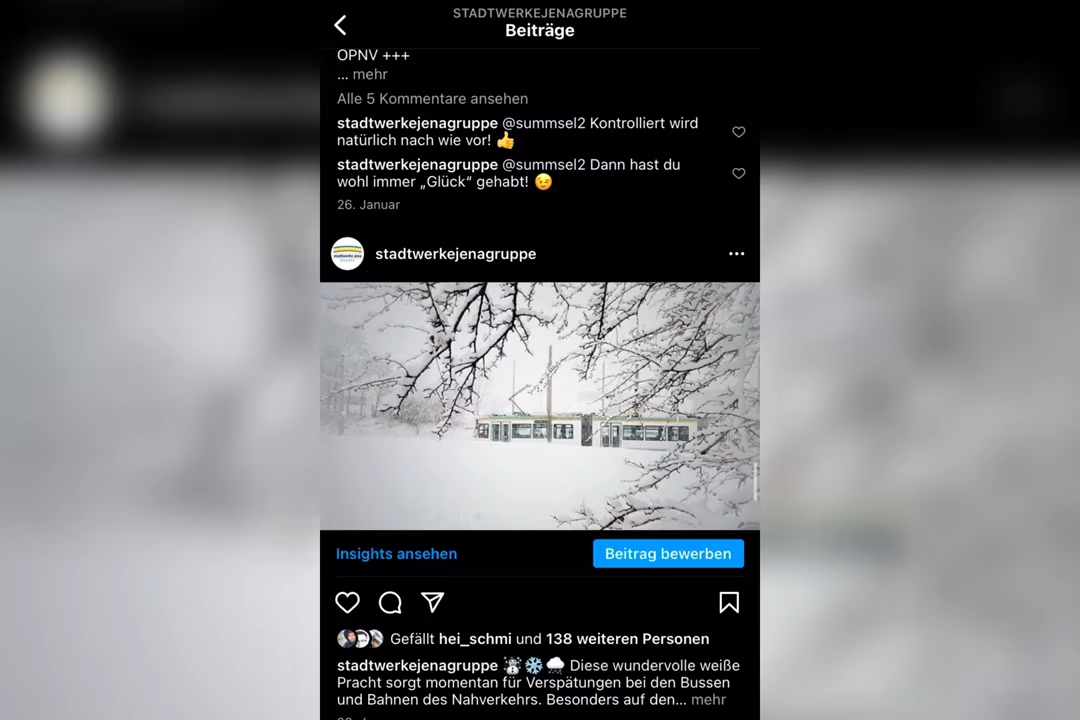 STADTWERKEJENAGRUPPE
Beiträge
OPNV +++
... mehr
Alle 5 Kommentare ansehen
stadtwerkejenagruppe @summsel2 Kontrolliert wird
natürlich nach wie vor! 👍
stadtwerkejenagruppe @summsel2 Dann hast du
wohl immer „Glück“ gehabt! 😉
26. Januar
stadtwerkejenagruppe
Insights ansehen
Beitrag bewerben
Gefällt hei_schmi und 138 weiteren Personen
stadtwerkejenagruppe ☃️❄️🌨️ Diese wundervolle weiße
Pracht sorgt momentan für Verspätungen bei den Bussen
und Bahnen des Nahverkehrs. Besonders auf den... mehr